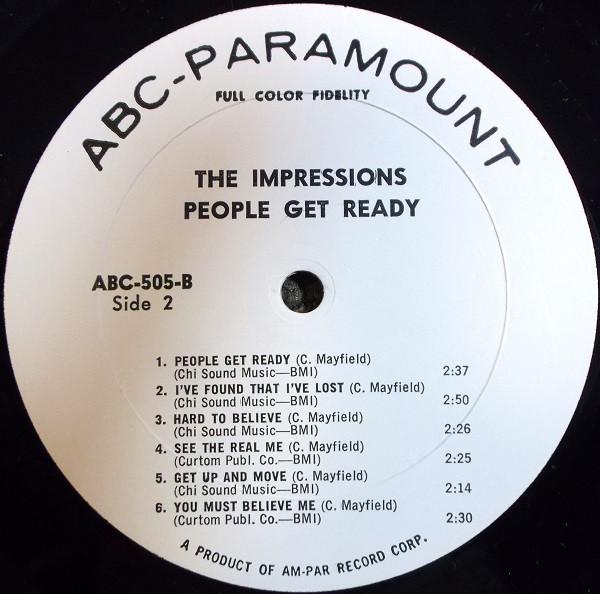 ABC-PARAMOUNT
FULL COLOR FIDELITY
THE IMPRESSIONS
PEOPLE GET READY
ABC-505-B
Side 2
1. PEOPLE GET READY (C. Mayfield)
(Chi Sound Music—BMI) 2:37
2. I'VE FOUND THAT I'VE LOST (C. Mayfield)
(Chi Sound Music—BMI) 2:50
3. HARD TO BELIEVE (C. Mayfield)
(Chi Sound Music—BMI) 2:26
4. SEE THE REAL ME (C. Mayfield)
(Curtom Publ. Co.—BMI) 2:25
5. GET UP AND MOVE (C. Mayfield)
(Chi Sound Music—BMI) 2:14
6. YOU MUST BELIEVE ME (C. Mayfield)
(Curtom Publ. Co.—BMI) 2:30
A PRODUCT OF AM-PAR RECORD CORP.